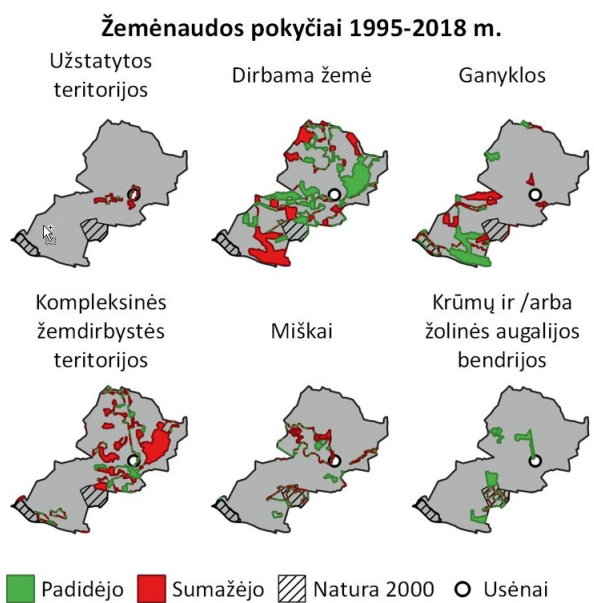 Žemėnaudos pokyčiai 1995-2018 m.
Užstatytos
teritorijos
Dirbama žemė
Ganyklos
Kompleksinės
žemdirbystės
teritorijos
Miškai
Krūmų ir /arba
žolinės augalijos
bendrijos
Padidėjo
Sumažėjo
Natura 2000
Usėnai